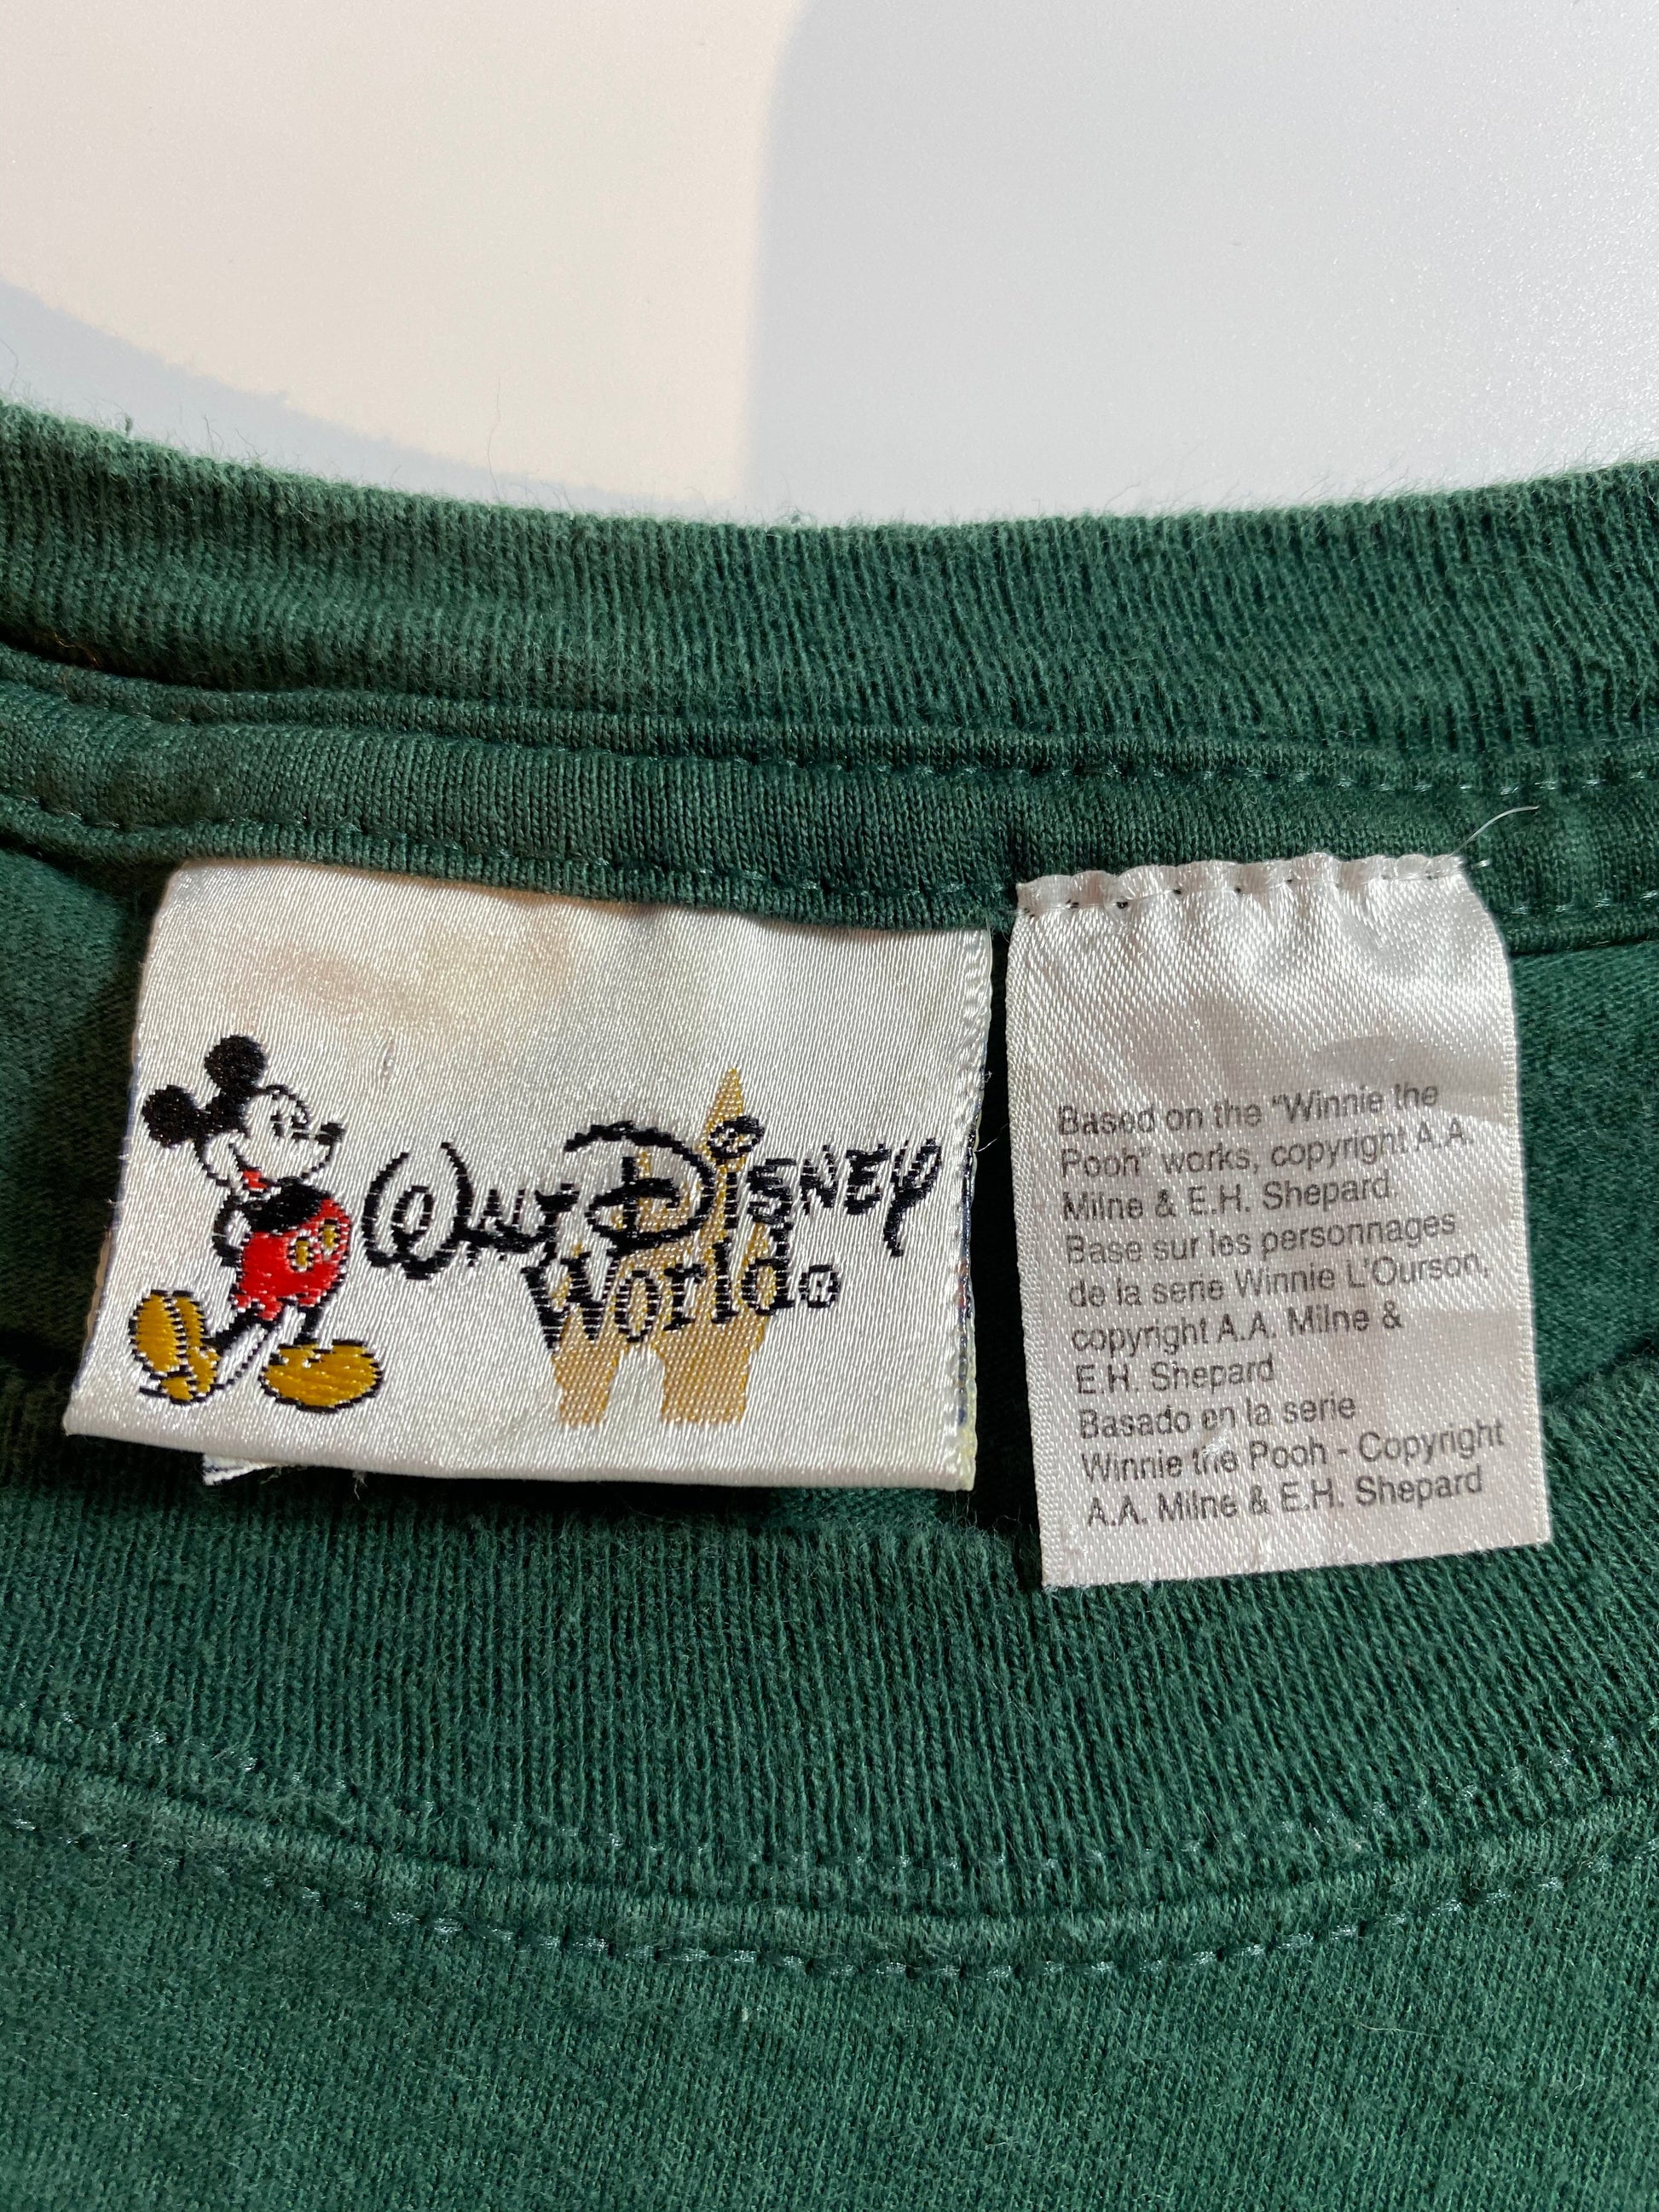 WALT DISNEY
World®
Based on the "Winnie the
Pooh" works, copyright A.A.
Milne & E.H. Shepard.
Base sur les personnages
de la serie Winnie L'Ourson,
copyright A.A. Milne &
E.H. Shepard
Basado en la serie
Winnie the Pooh - Copyright
A.A. Milne & E.H. Shepard